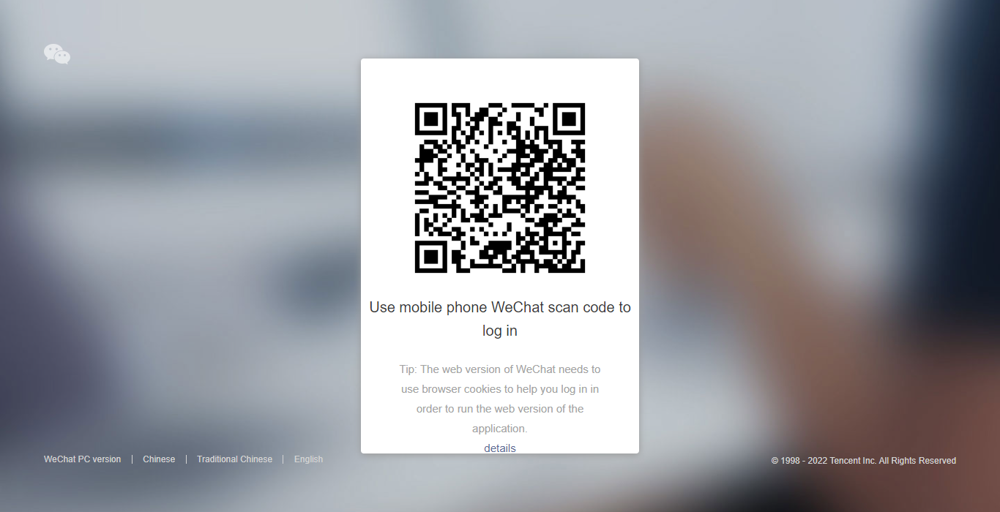 Use mobile phone WeChat scan code to
log in
Tip: The web version of WeChat needs to
use browser cookies to help you log in in
order to run the web version of the
application.
details
WeChat PC version | Chinese | Traditional Chinese | English
© 1998 - 2022 Tencent Inc. All Rights Reserved